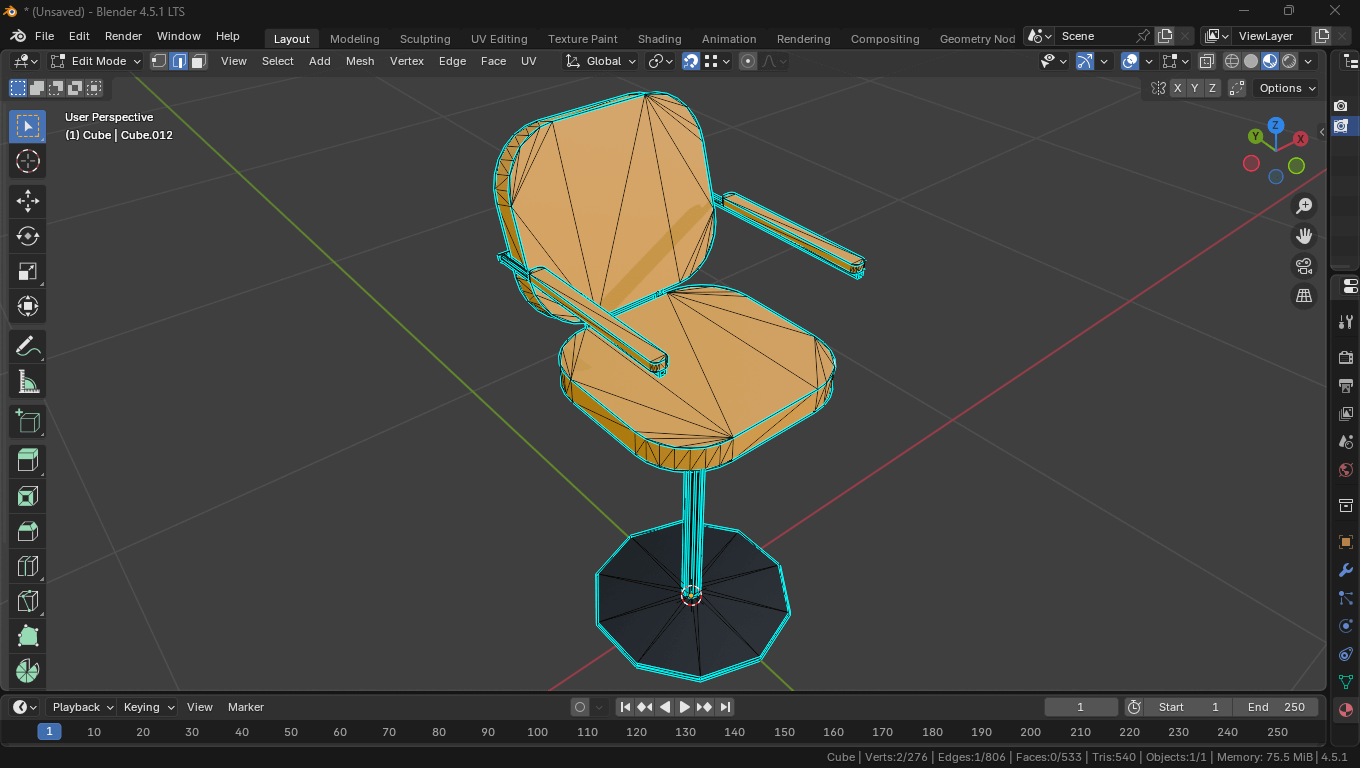 * (Unsaved) - Blender 4.5.1 LTS
File Edit Render Window Help
Layout Modeling Sculpting UV Editing Texture Paint Shading Animation Rendering Compositing Geometry Nod
Scene
ViewLayer
Edit Mode
View Select Add Mesh Vertex Edge Face UV
Global
X Y Z
Options
User Perspective
(1) Cube | Cube.012
Z
Y
X
Playback Keying View Marker
1
Start 1
End 250
1 10 20 30 40 50 60 70 80 90 100 110 120 130 140 150 160 170 180 190 200 210 220 230 240 250
Cube | Verts:2/276 | Edges:1/806 | Faces:0/533 | Tris:540 | Objects:1/1 | Memory: 75.5 MiB | 4.5.1